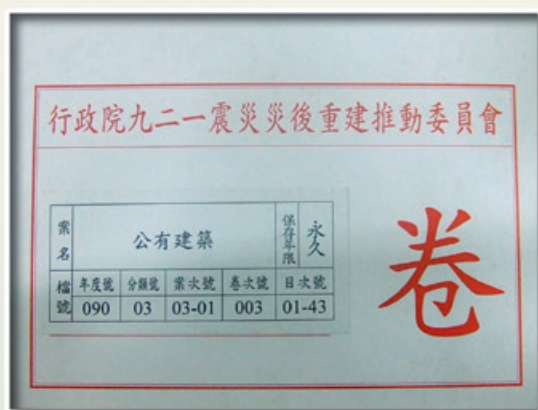 行政院九二一震災災後重建推動委員會
案名 公有建築 保存年限 永久
檔號 年度號 分類號 案次號 卷次號 目次號
090 03 03-01 003 01-43
卷